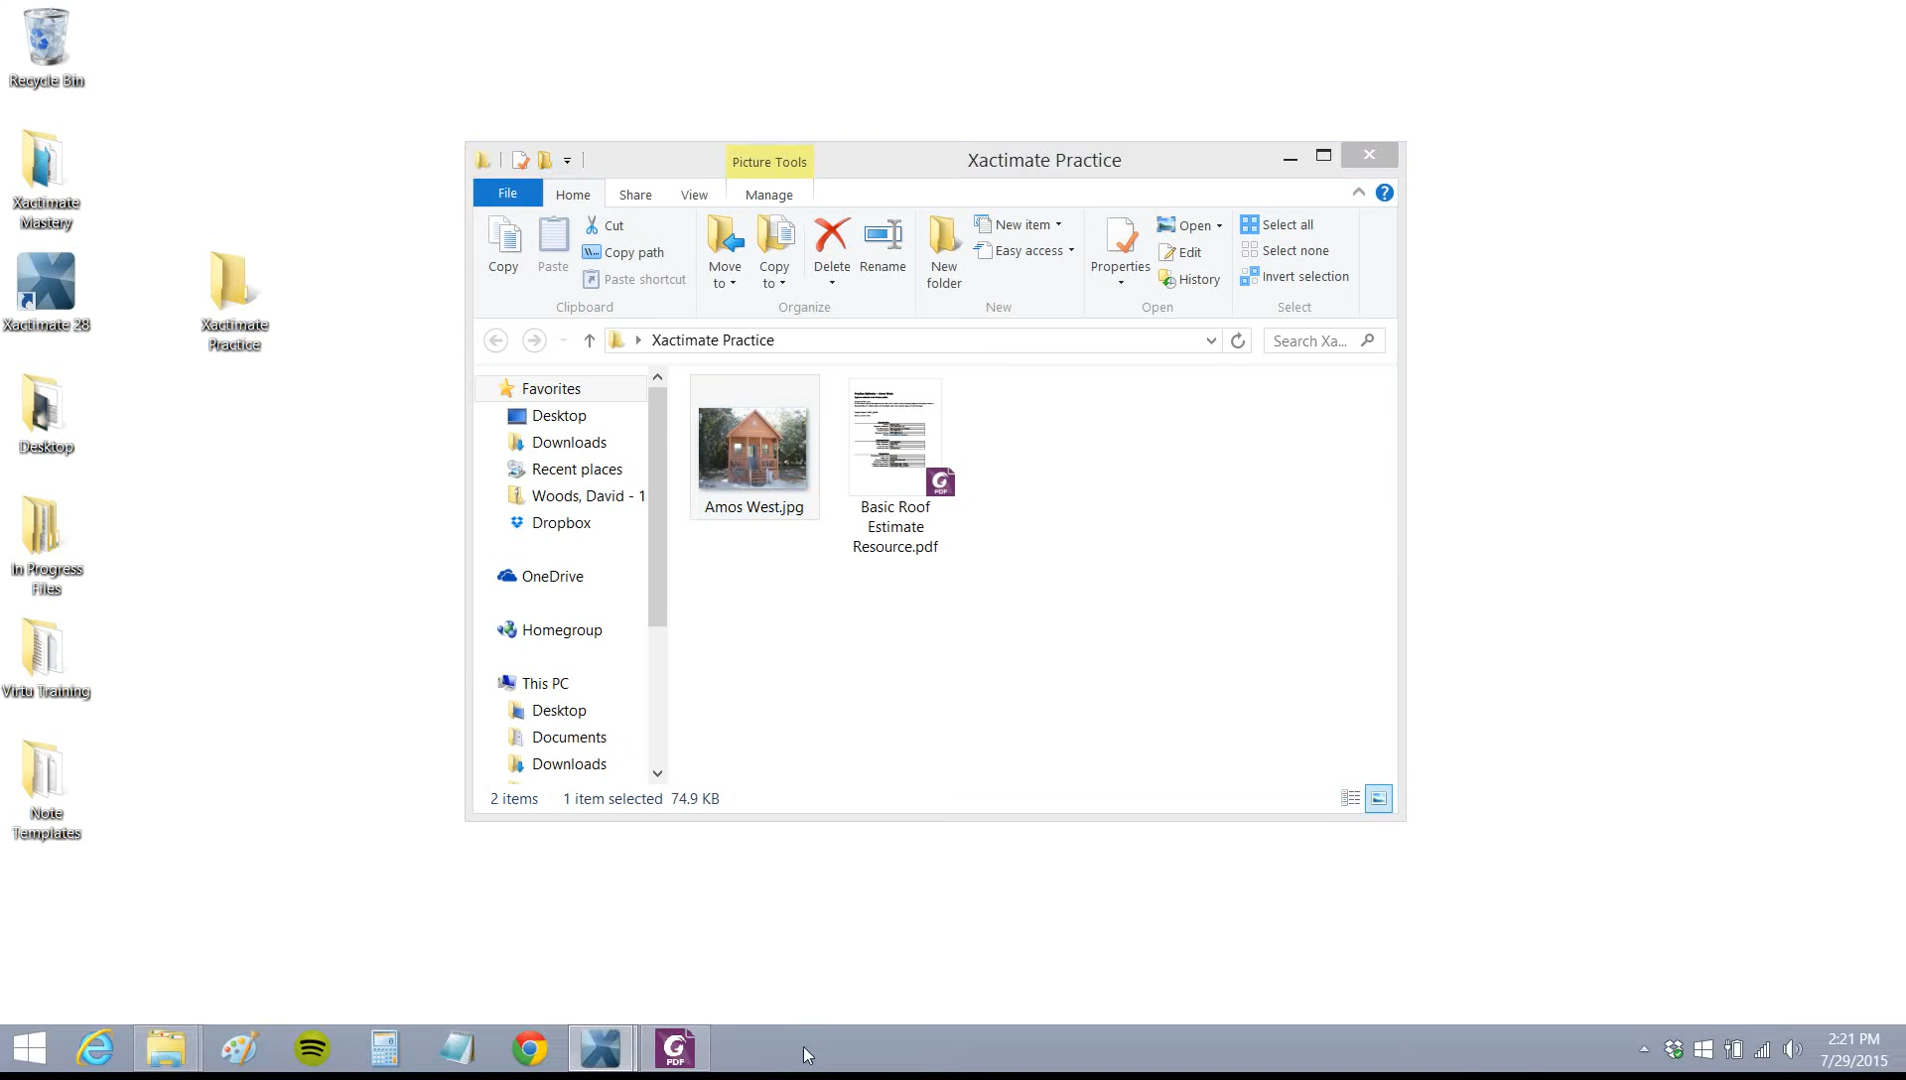 Recycle Bin
Xactimate
Mastery
Xactimate 28
Desktop
In Progress
Files
Virtu Training
Note
Templates
Xactimate
Practice
Picture Tools
Xactimate Practice
File
Home
Share
View
Manage
Copy
Paste
Cut
Copy path
Paste shortcut
Clipboard
Move
to
Copy
to
Delete
Rename
Organize
New
folder
New item
Easy access
New
Properties
Open
Edit
History
Open
Select all
Select none
Invert selection
Select
Xactimate Practice
Search Xa...
Favorites
Desktop
Downloads
Recent places
Woods, David - 1
Dropbox
OneDrive
Homegroup
This PC
Desktop
Documents
Downloads
Amos West.jpg
PDF
Basic Roof
Estimate
Resource.pdf
2 items
1 item selected
74.9 KB
PDF
2:21 PM
7/29/2015